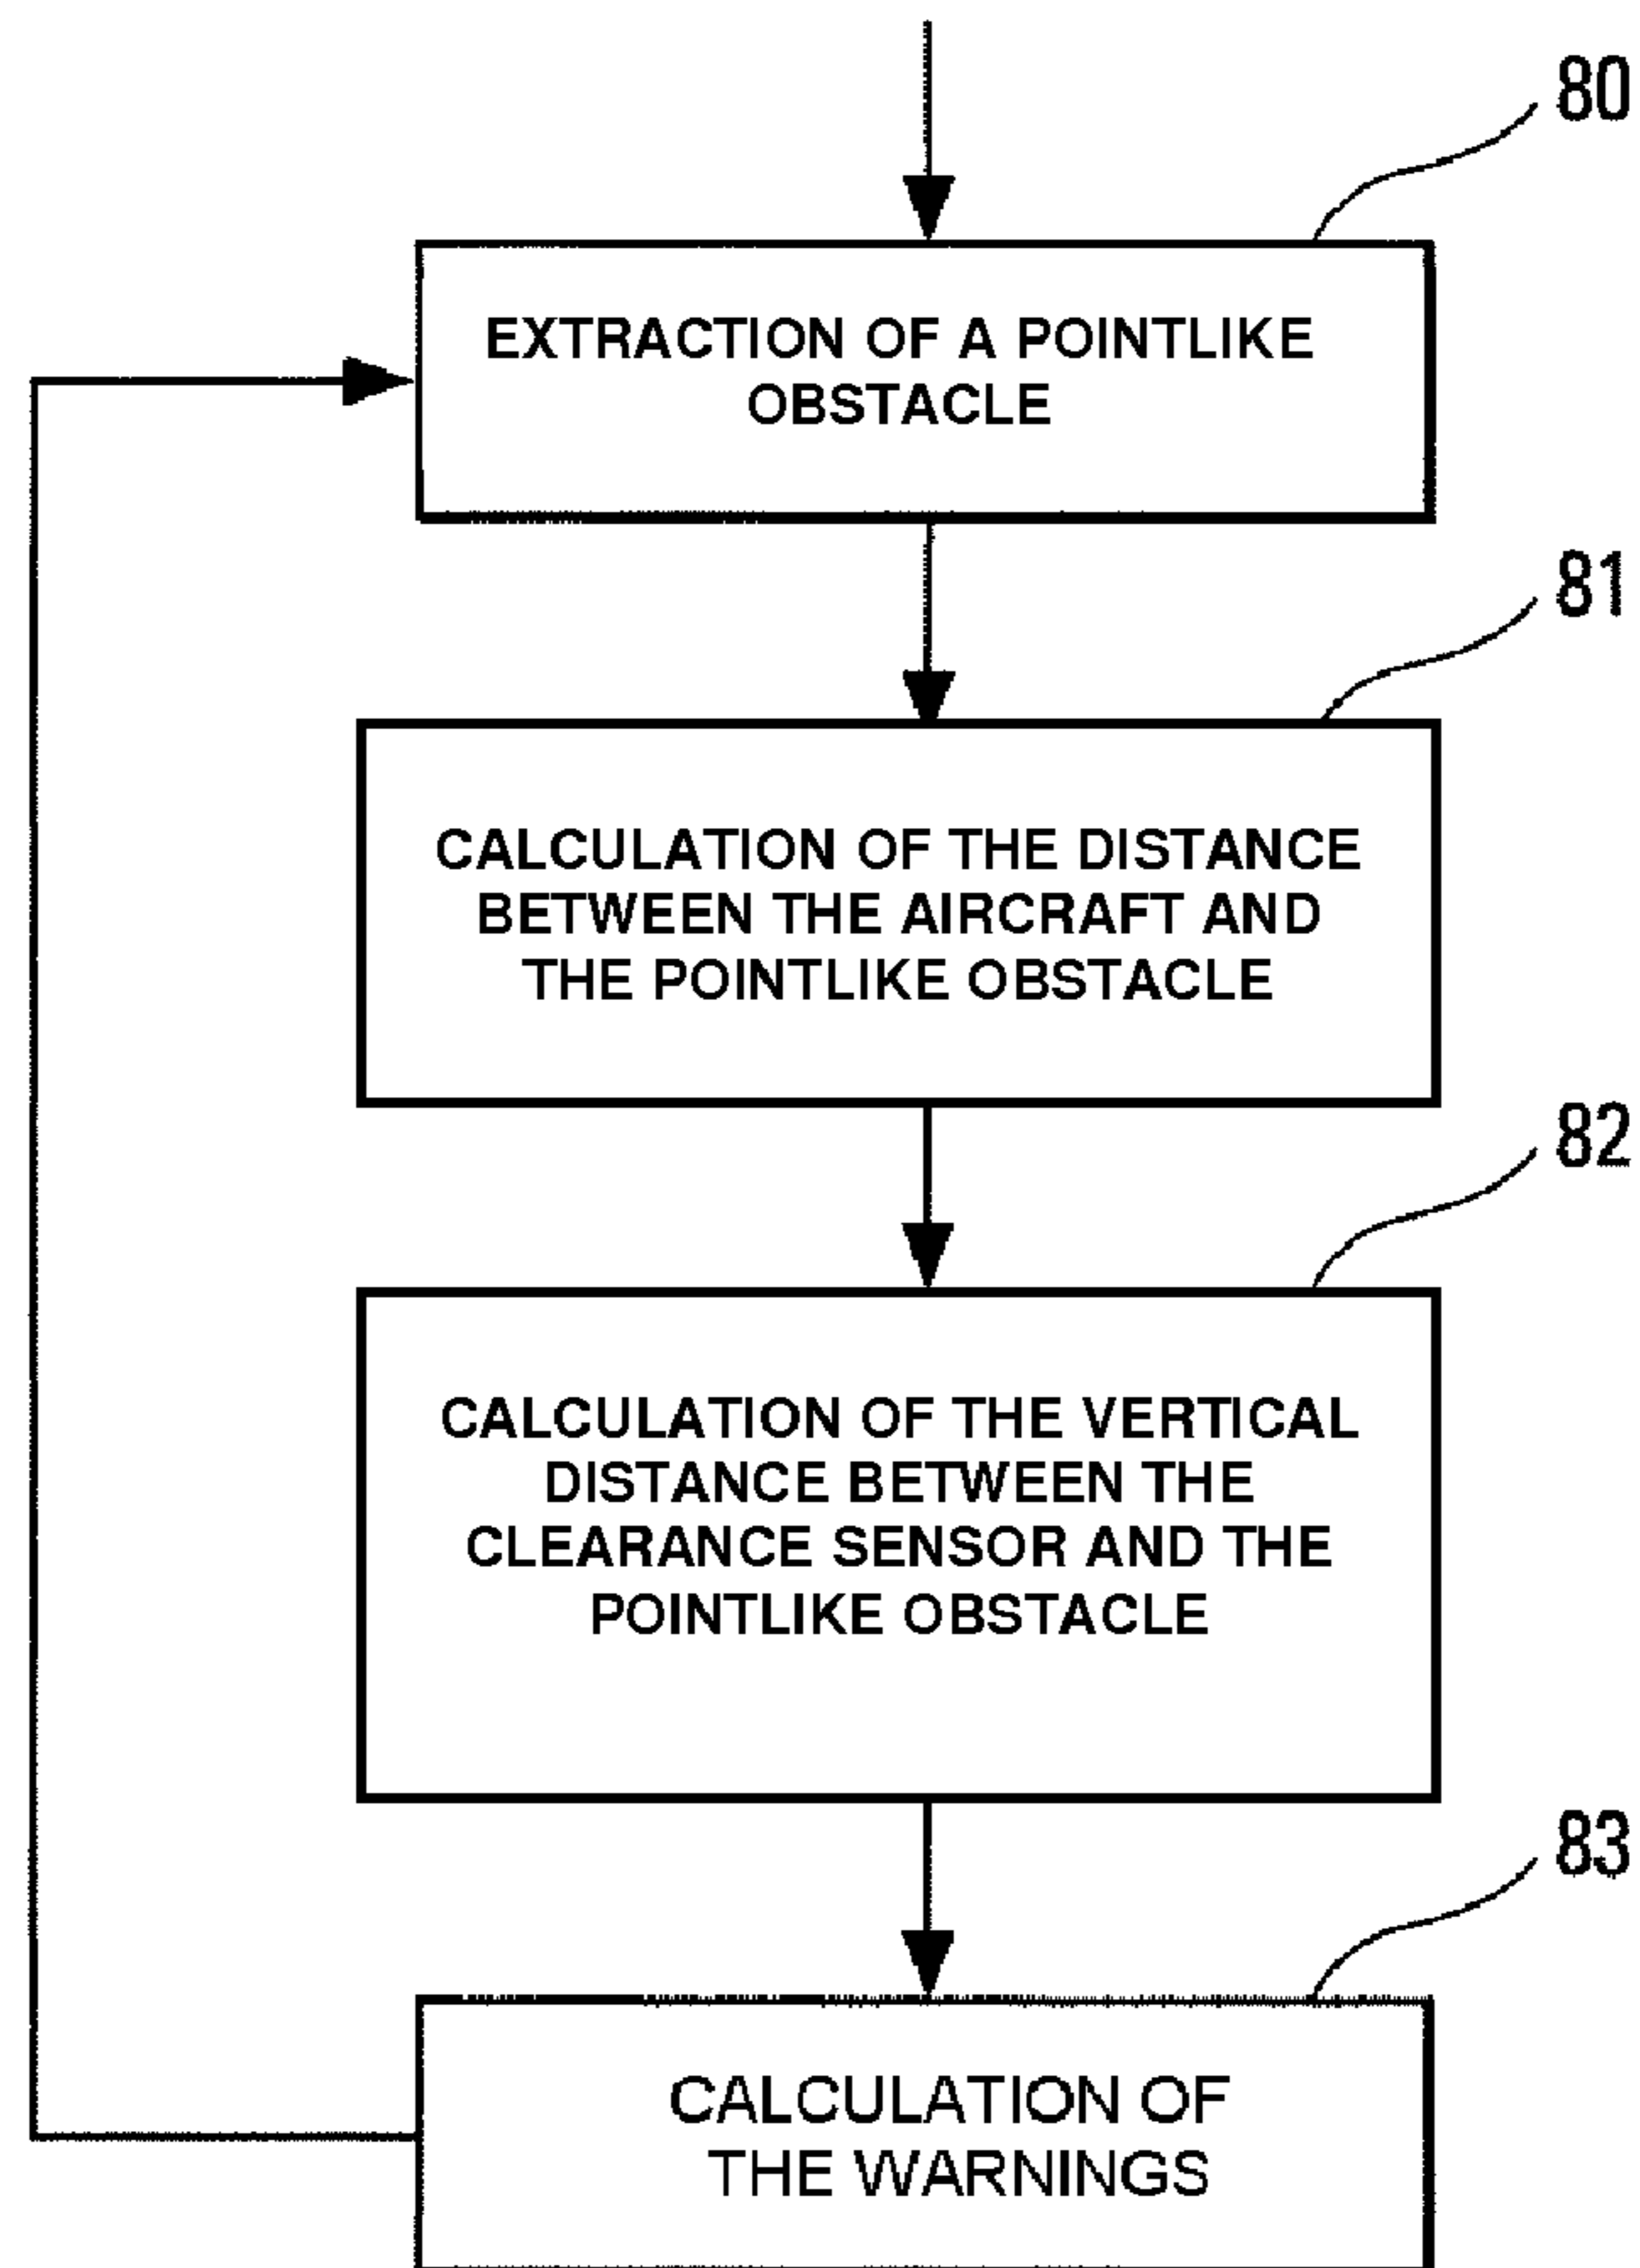 80
EXTRACTION OF A POINTLIKE
OBSTACLE
81
CALCULATION OF THE DISTANCE
BETWEEN THE AIRCRAFT AND
THE POINTLIKE OBSTACLE
82
CALCULATION OF THE VERTICAL
DISTANCE BETWEEN THE
CLEARANCE SENSOR AND THE
POINTLIKE OBSTACLE
83
CALCULATION OF
THE WARNINGS